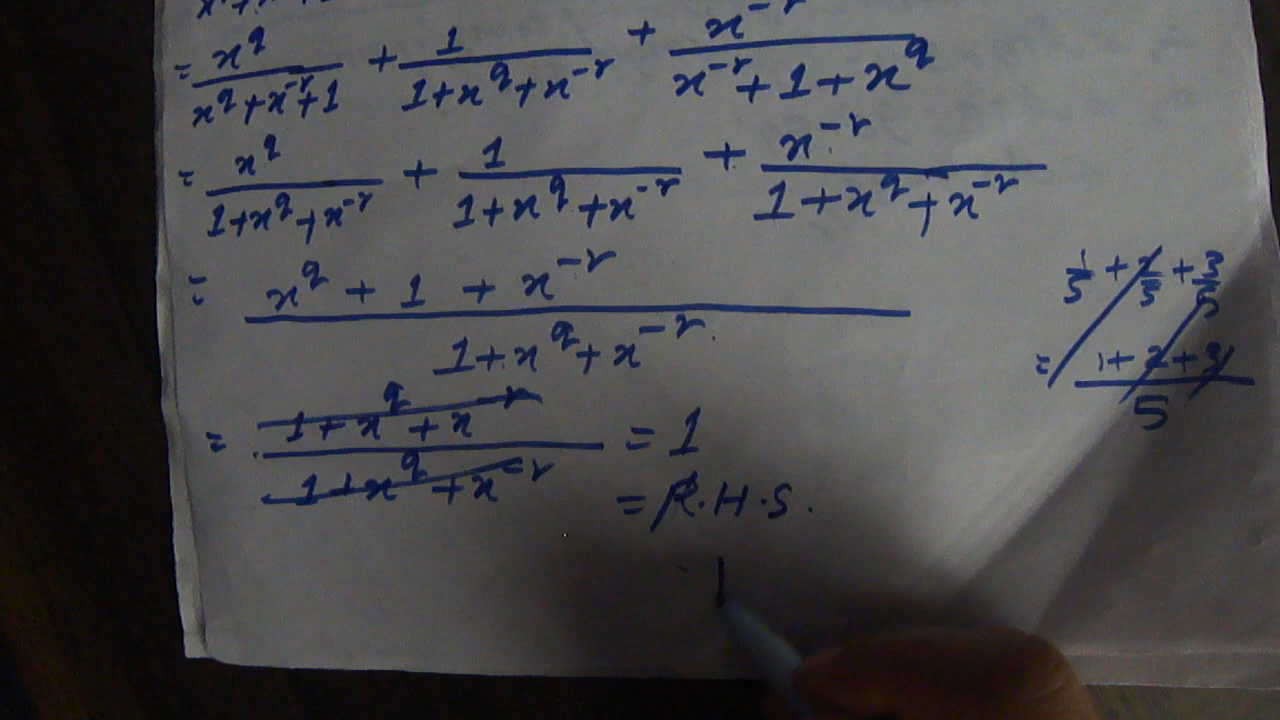 = x^q/(x^q+x^-r+1) + 1/(1+x^q+x^-r) + x^-r/(x^-r+1+x^q)
= x^q/(1+x^q+x^-r) + 1/(1+x^q+x^-r) + x^-r/(1+x^q+x^-r)
= (x^q + 1 + x^-r)/(1+x^q+x^-r)
= (1+x^q+x^-r)/(1+x^q+x^-r) = 1
= R.H.S.
1/5 + 2/5 + 3/5
= (1+2+3)/5